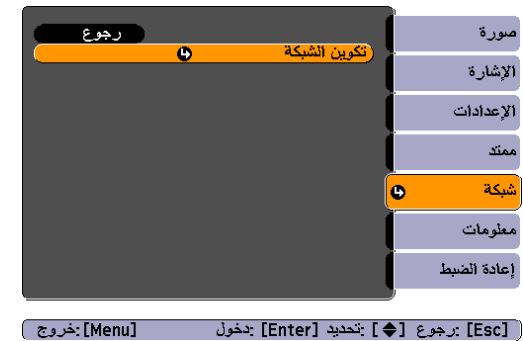 صورة
الإشارة
الإعدادات
ممتد
شبكة
معلومات
إعادة الضبط
رجوع
تكوين الشبكة
[Esc] :رجوع [ ] :تحديد [Enter] :دخول [Menu] :خروج